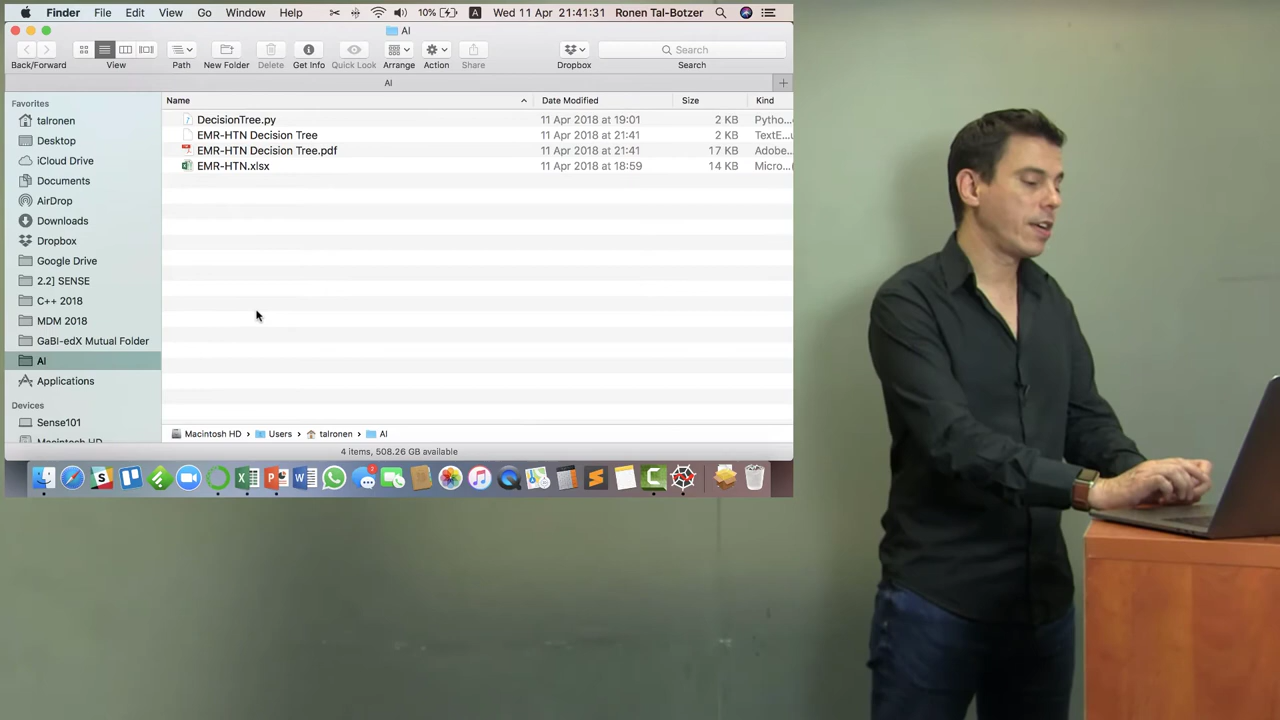 Finder File Edit View Go Window Help 10% A Wed 11 Apr 21:41:31 Ronen Tal-Botzer
AI
Back/Forward View Path New Folder Delete Get Info Quick Look Arrange Action Share Dropbox Search
Search
AI
Favorites
talronen
Desktop
iCloud Drive
Documents
AirDrop
Downloads
Dropbox
Google Drive
2.2] SENSE
C++ 2018
MDM 2018
GaBI-edX Mutual Folder
AI
Applications
Devices
Sense101
Macintosh HD
Name Date Modified Size Kind
DecisionTree.py 11 Apr 2018 at 19:01 2 KB Pytho...
EMR-HTN Decision Tree 11 Apr 2018 at 21:41 2 KB TextE...
EMR-HTN Decision Tree.pdf 11 Apr 2018 at 21:41 17 KB Adobe...
EMR-HTN.xlsx 11 Apr 2018 at 18:59 14 KB Micro...
Macintosh HD › Users › talronen › AI
4 items, 508.26 GB available